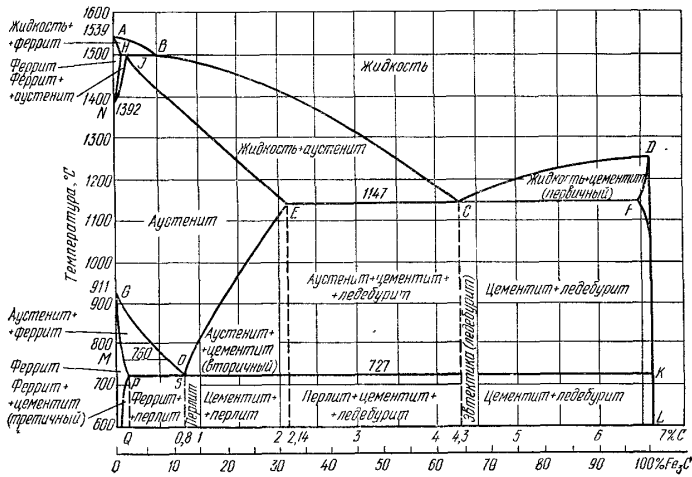 1600
1539
1500
1400
1300
1200
1100
1000
911
900
800
700
600
Температура, °С
Жидкость+
+феррит
Феррит
Феррит+
+аустенит
A
H
J
B
N
1392
Жидкость
Жидкость+аустенит
D
Жидкость+цементит
(первичный)
1147
E
C
F
Аустенит
G
Аустенит+
+феррит
M
760
O
Феррит
Феррит+
+цементит
(третичный)
Аустенит+
+цементит
(вторичный)
Аустенит+цементит+
+ледебурит
Эвтектика (ледебурит)
Цементит+ледебурит
727
K
P
S
Феррит+
+перлит
Перлит
Цементит+
+перлит
Перлит+цементит+
+ледебурит
Цементит+ледебурит
L
Q 0,8 1 2 2,14 3 4 4,3 5 6 7%С
0 10 20 30 40 50 60 70 80 90 100%Fe3C